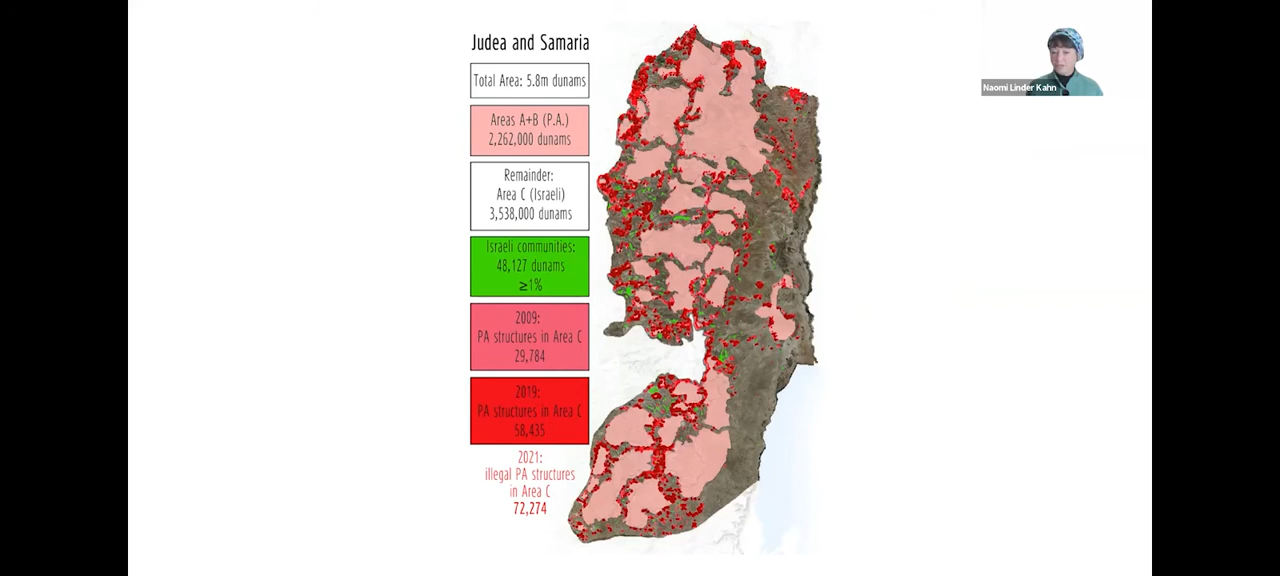 Judea and Samaria
Total Area: 5.8m dunams
Areas A+B (P.A.)
2,262,000 dunams
Remainder:
Area C (Israeli)
3,538,000 dunams
Israeli communities:
48,127 dunams
≥1%
2009:
PA structures in Area C
29,784
2019:
PA structures in Area C
58,435
2021:
illegal PA structures
in Area C
72,274
Naomi Linder Kahn